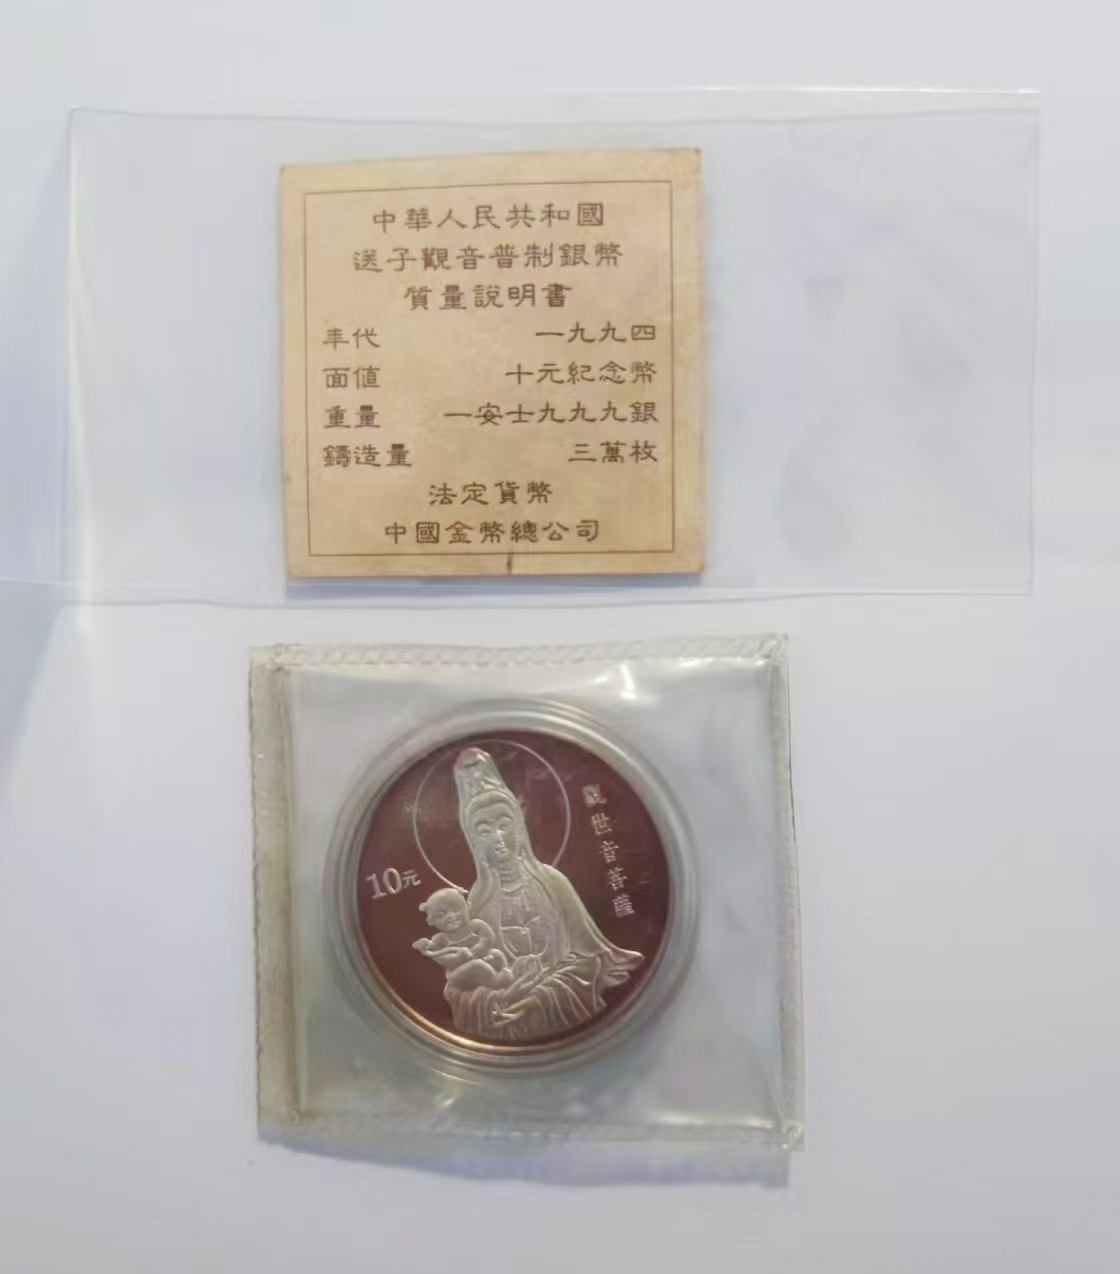 中華人民共和國
送子觀音普制銀幣
質量說明書
年代 一九九四
面值 十元紀念幣
重量 一安士九九九銀
鑄造量 三萬枚
法定貨幣
中國金幣總公司
10元
觀世音菩薩